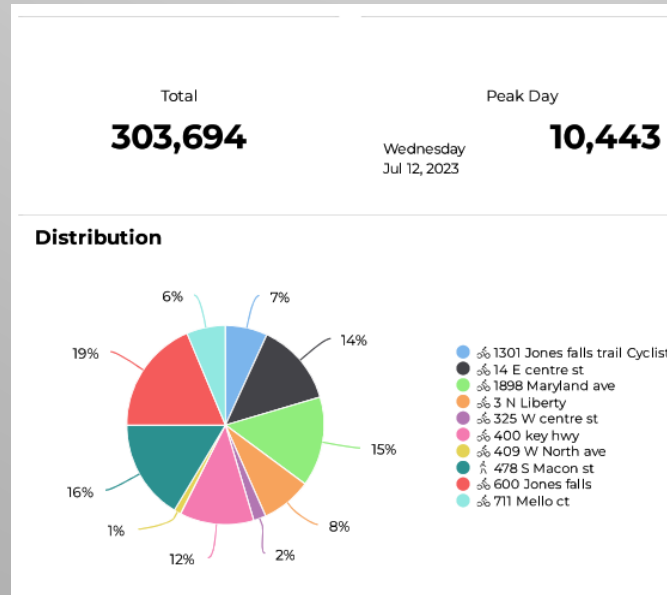 Total
303,694
Peak Day
Wednesday
Jul 12, 2023
10,443
Distribution
6%
7%
14%
19%
15%
16%
8%
1%
12%
2%
1301 Jones falls trail Cyclist
14 E centre st
1898 Maryland ave
3 N Liberty
325 W centre st
400 key hwy
409 W North ave
478 S Macon st
600 Jones falls
711 Mello ct